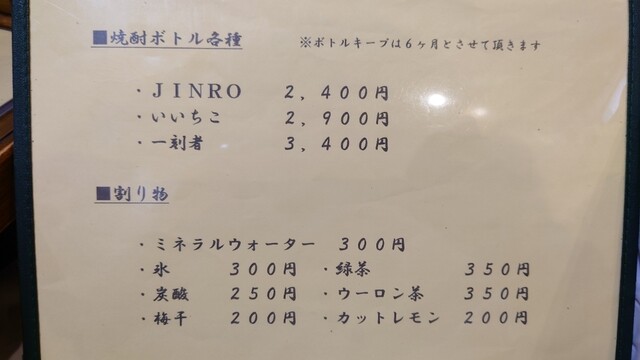 ■焼酎ボトル各種 ※ボトルキープは６ヶ月とさせて頂きます
・ＪＩＮＲＯ ２，４００円
・いいちこ ２，９００円
・一刻者 ３，４００円
■割り物
・ミネラルウォーター ３００円
・氷 ３００円 ・緑茶 ３５０円
・炭酸 ２５０円 ・ウーロン茶 ３５０円
・梅干 ２００円 ・カットレモン ２００円